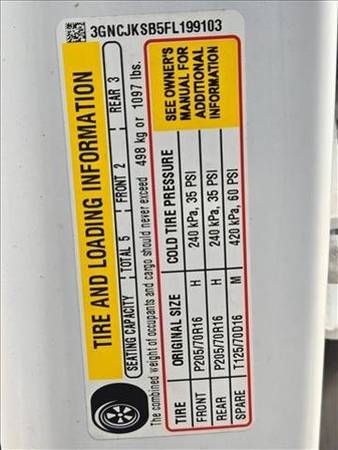 3GNCJKSB5FL199103
TIRE AND LOADING INFORMATION
SEATING CAPACITY TOTAL 5 FRONT 2 REAR 3
The combined weight of occupants and cargo should never exceed 498 kg or 1097 lbs.
TIRE ORIGINAL SIZE COLD TIRE PRESSURE
FRONT P205/70R16 H 240 kPa, 35 PSI
REAR P205/70R16 H 240 kPa, 35 PSI
SPARE T125/70D16 M 420 kPa, 60 PSI
SEE OWNER'S
MANUAL FOR
ADDITIONAL
INFORMATION